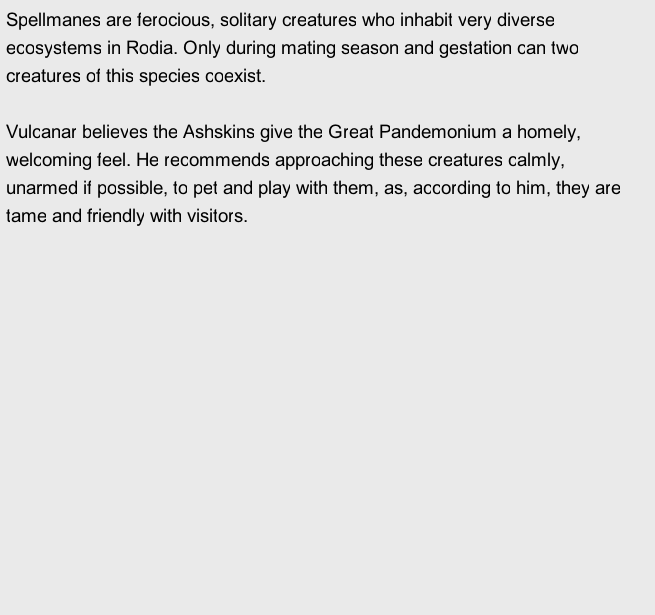 Spellmanes are ferocious, solitary creatures who inhabit very diverse
ecosystems in Rodia. Only during mating season and gestation can two
creatures of this species coexist.
Vulcanar believes the Ashskins give the Great Pandemonium a homely,
welcoming feel. He recommends approaching these creatures calmly,
unarmed if possible, to pet and play with them, as, according to him, they are
tame and friendly with visitors.